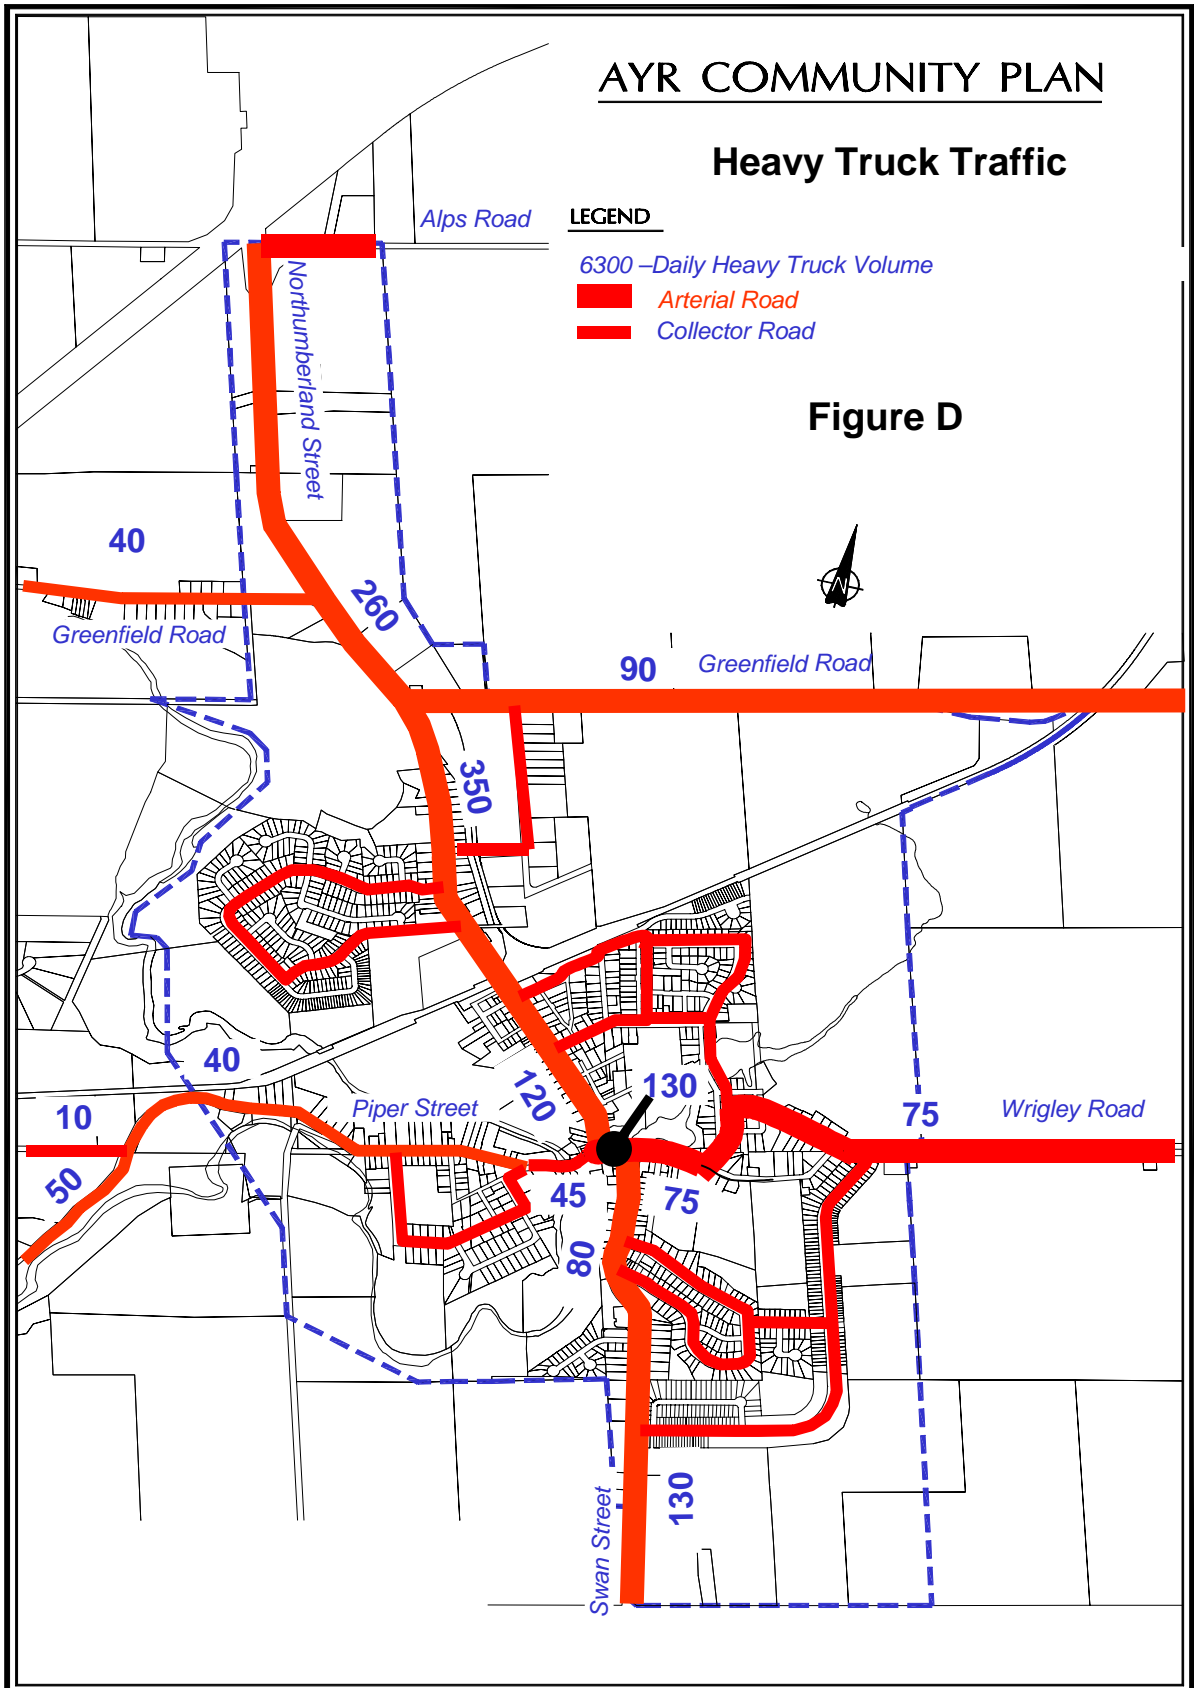 AYR COMMUNITY PLAN
Heavy Truck Traffic
LEGEND
6300 –Daily Heavy Truck Volume
Arterial Road
Collector Road
Figure D
Alps Road
Northumberland Street
40
Greenfield Road
260
90
Greenfield Road
N
350
40
10
50
Piper Street
120
130
75
Wrigley Road
45
75
80
130
Swan Street